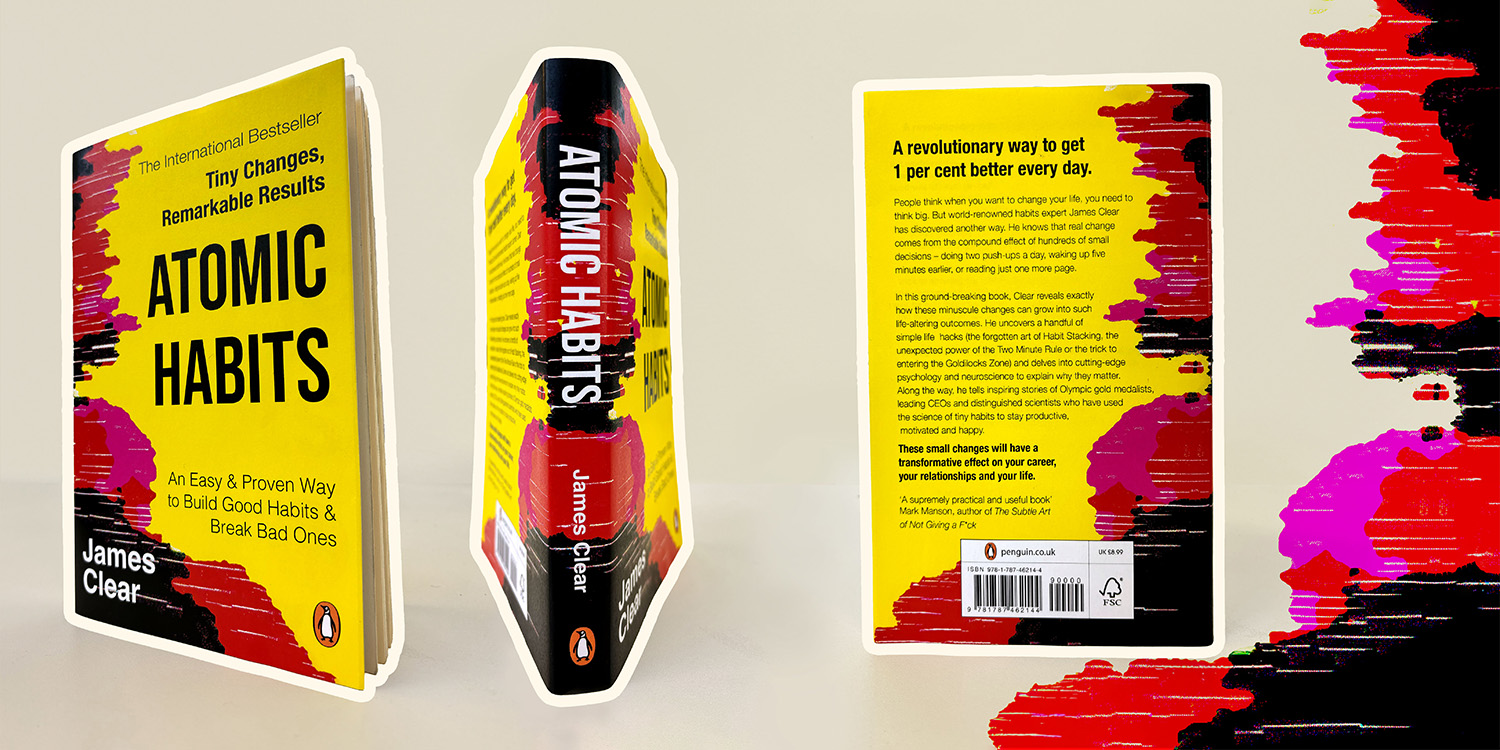 The International Bestseller
Tiny Changes,
Remarkable Results
ATOMIC
HABITS
An Easy & Proven Way
to Build Good Habits &
Break Bad Ones
James
Clear
ATOMIC HABITS
James Clear
ATOMIC
HABITS
James
Clear
A revolutionary way to get
1 per cent better every day.
People think when you want to change your life, you need to
think big. But world-renowned habits expert James Clear
has discovered another way. He knows that real change
comes from the compound effect of hundreds of small
decisions – doing two push-ups a day, waking up five
minutes earlier, or reading just one more page.
In this ground-breaking book, Clear reveals exactly
how these minuscule changes can grow into such
life-altering outcomes. He uncovers a handful of
simple life hacks (the forgotten art of Habit Stacking, the
unexpected power of the Two Minute Rule or the trick to
entering the Goldilocks Zone) and delves into cutting-edge
psychology and neuroscience to explain why they matter.
Along the way, he tells inspiring stories of Olympic gold medalists,
leading CEOs and distinguished scientists who have used
the science of tiny habits to stay productive,
motivated and happy.
These small changes will have a
transformative effect on your career,
your relationships and your life.
'A supremely practical and useful book'
Mark Manson, author of The Subtle Art
of Not Giving a F*ck
penguin.co.uk
UK £8.99
ISBN 978-1-787-46214-4
90000
9 781787 462144
FSC